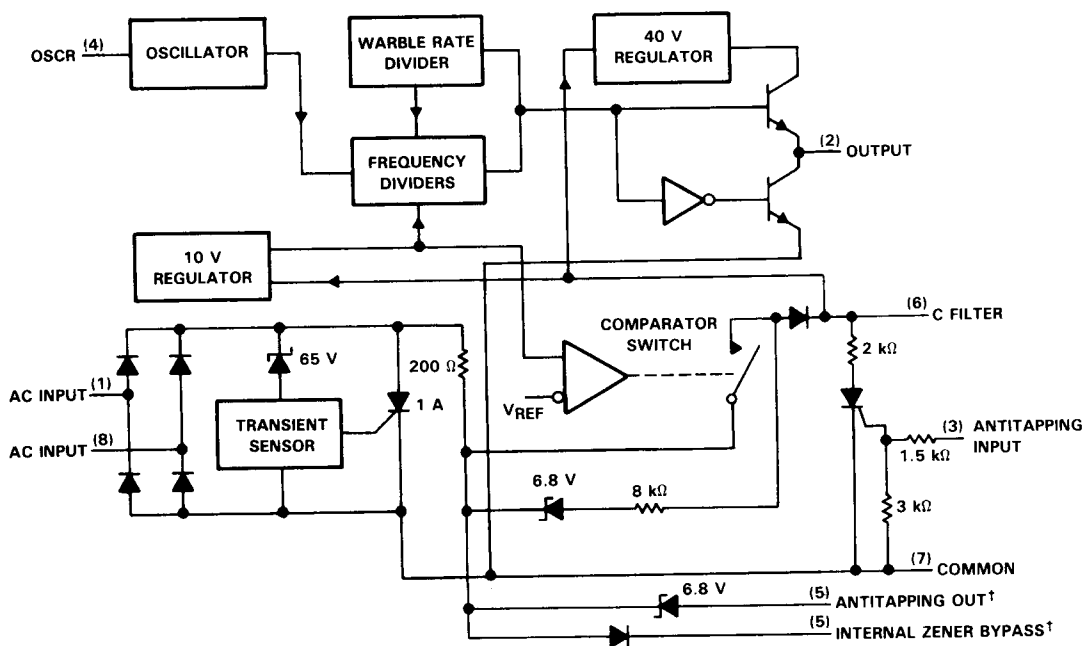 OSCR (4)
OSCILLATOR
WARBLE RATE
DIVIDER
40 V
REGULATOR
FREQUENCY
DIVIDERS
(2) OUTPUT
10 V
REGULATOR
(6) C FILTER
COMPARATOR
SWITCH
2 kΩ
65 V
200 Ω
AC INPUT (1)
1 A
VREF
TRANSIENT
SENSOR
(3) ANTITAPPING
INPUT
1.5 kΩ
AC INPUT (8)
6.8 V
8 kΩ
3 kΩ
(7) COMMON
6.8 V
(5) ANTITAPPING OUT†
(5) INTERNAL ZENER BYPASS†